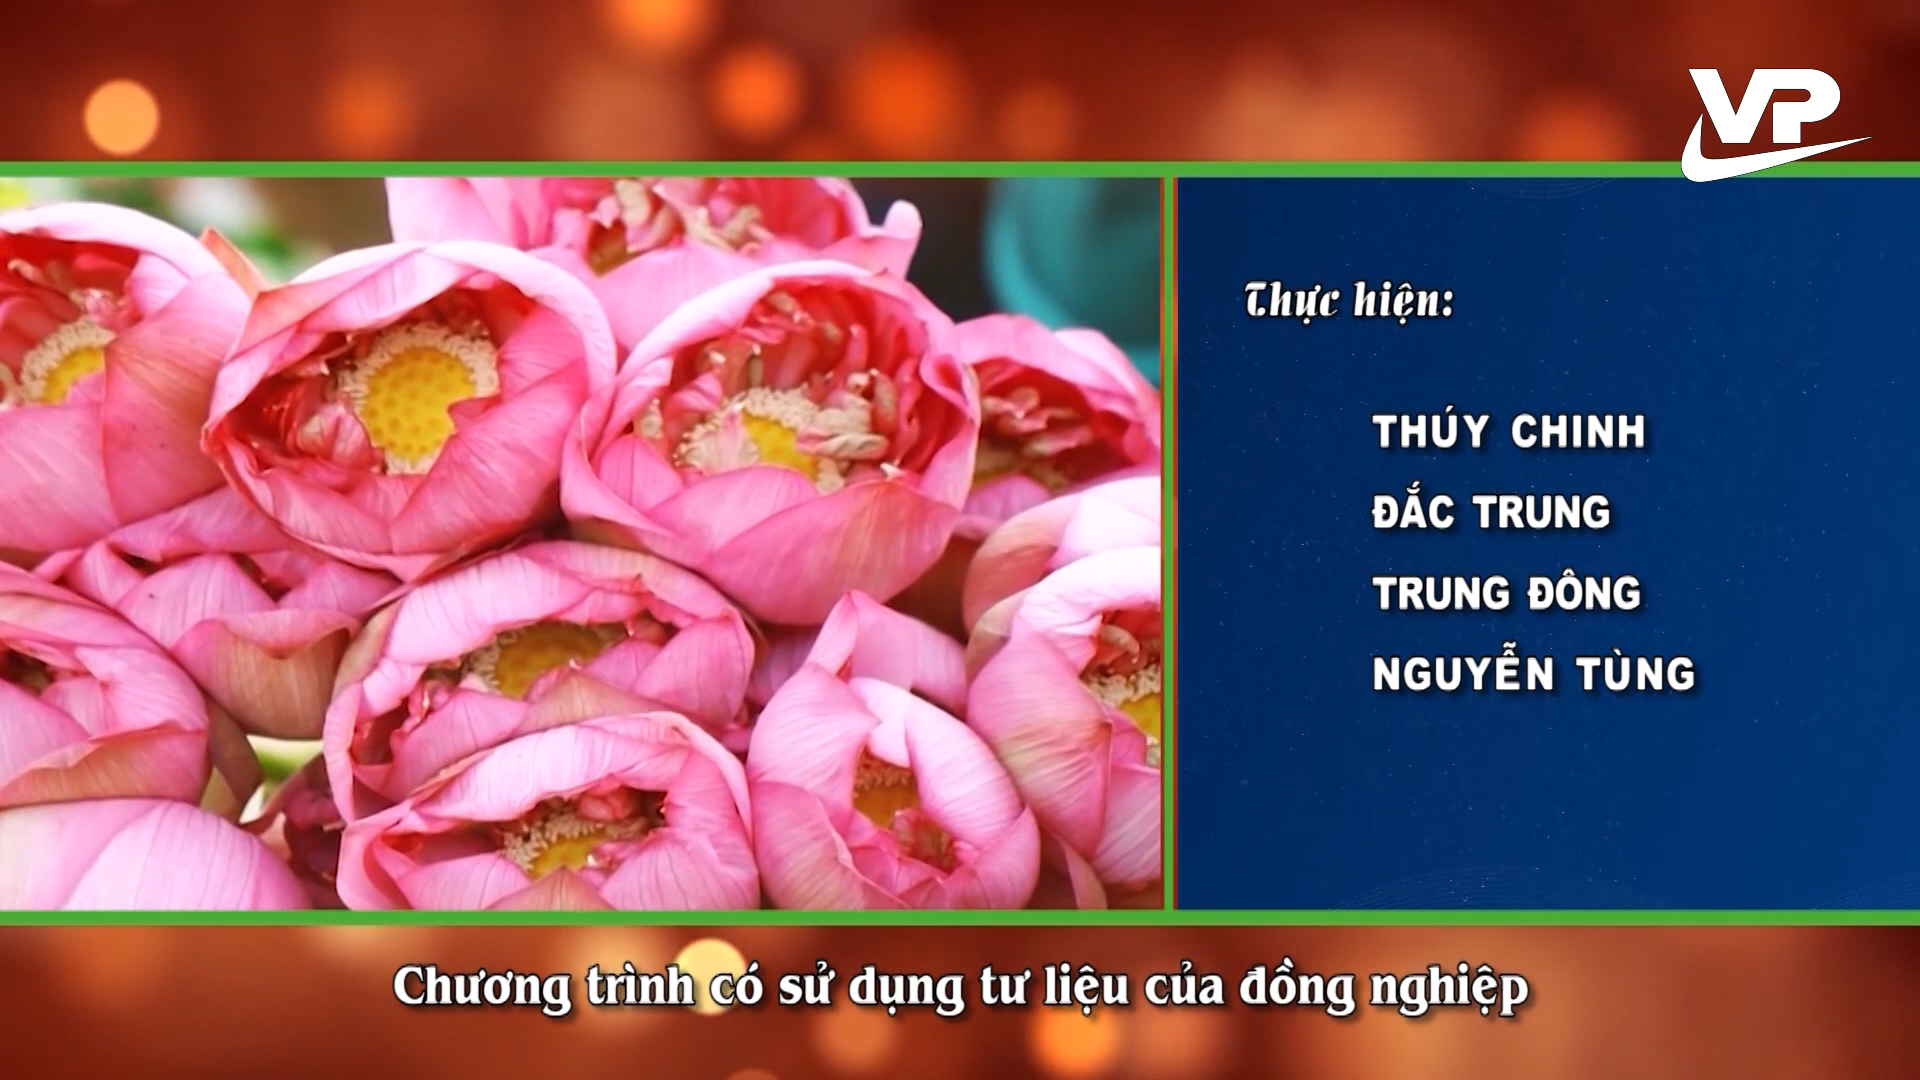 VP
Thực hiện:
THÚY CHINH
ĐẮC TRUNG
TRUNG ĐÔNG
NGUYỄN TÙNG
Chương trình có sử dụng tư liệu của đồng nghiệp